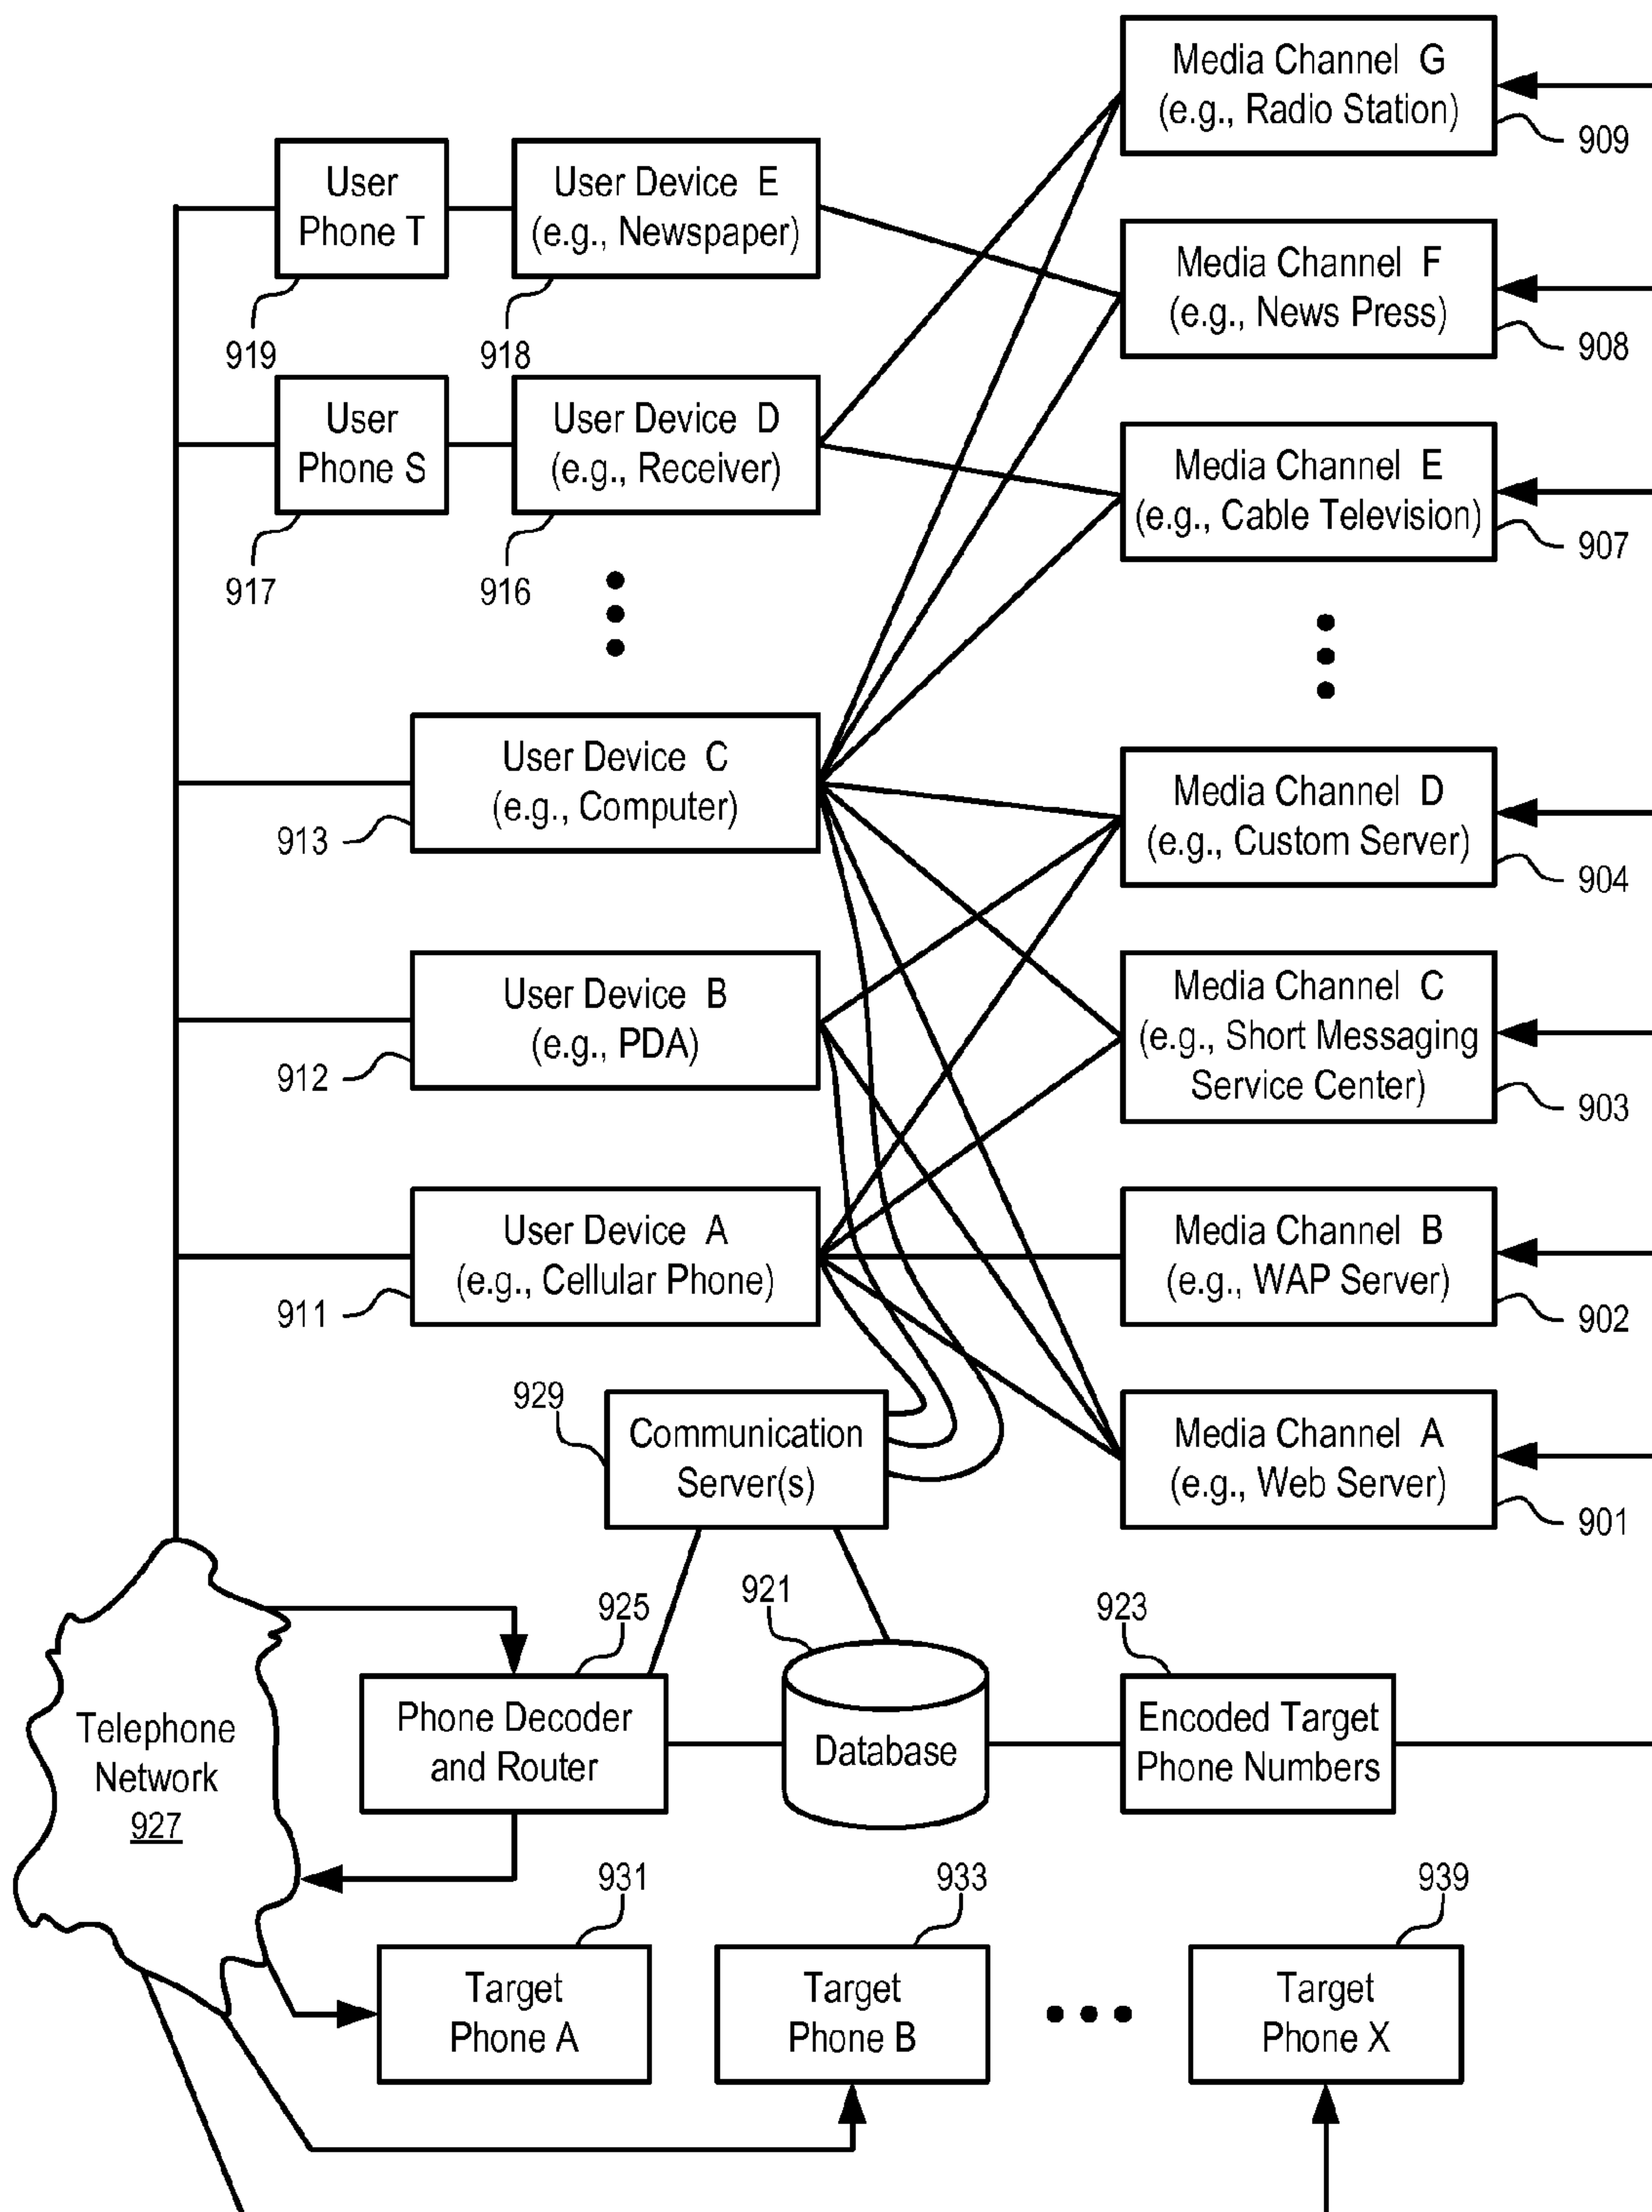 Media Channel G
(e.g., Radio Station)
909
User
Phone T
919
User Device E
(e.g., Newspaper)
918
Media Channel F
(e.g., News Press)
908
User
Phone S
917
User Device D
(e.g., Receiver)
916
Media Channel E
(e.g., Cable Television)
907
User Device C
(e.g., Computer)
913
Media Channel D
(e.g., Custom Server)
904
User Device B
(e.g., PDA)
912
Media Channel C
(e.g., Short Messaging
Service Center)
903
User Device A
(e.g., Cellular Phone)
911
Media Channel B
(e.g., WAP Server)
902
929
Communication
Server(s)
Media Channel A
(e.g., Web Server)
901
Telephone
Network
927
925
Phone Decoder
and Router
921
Database
923
Encoded Target
Phone Numbers
931
Target
Phone A
933
Target
Phone B
939
Target
Phone X